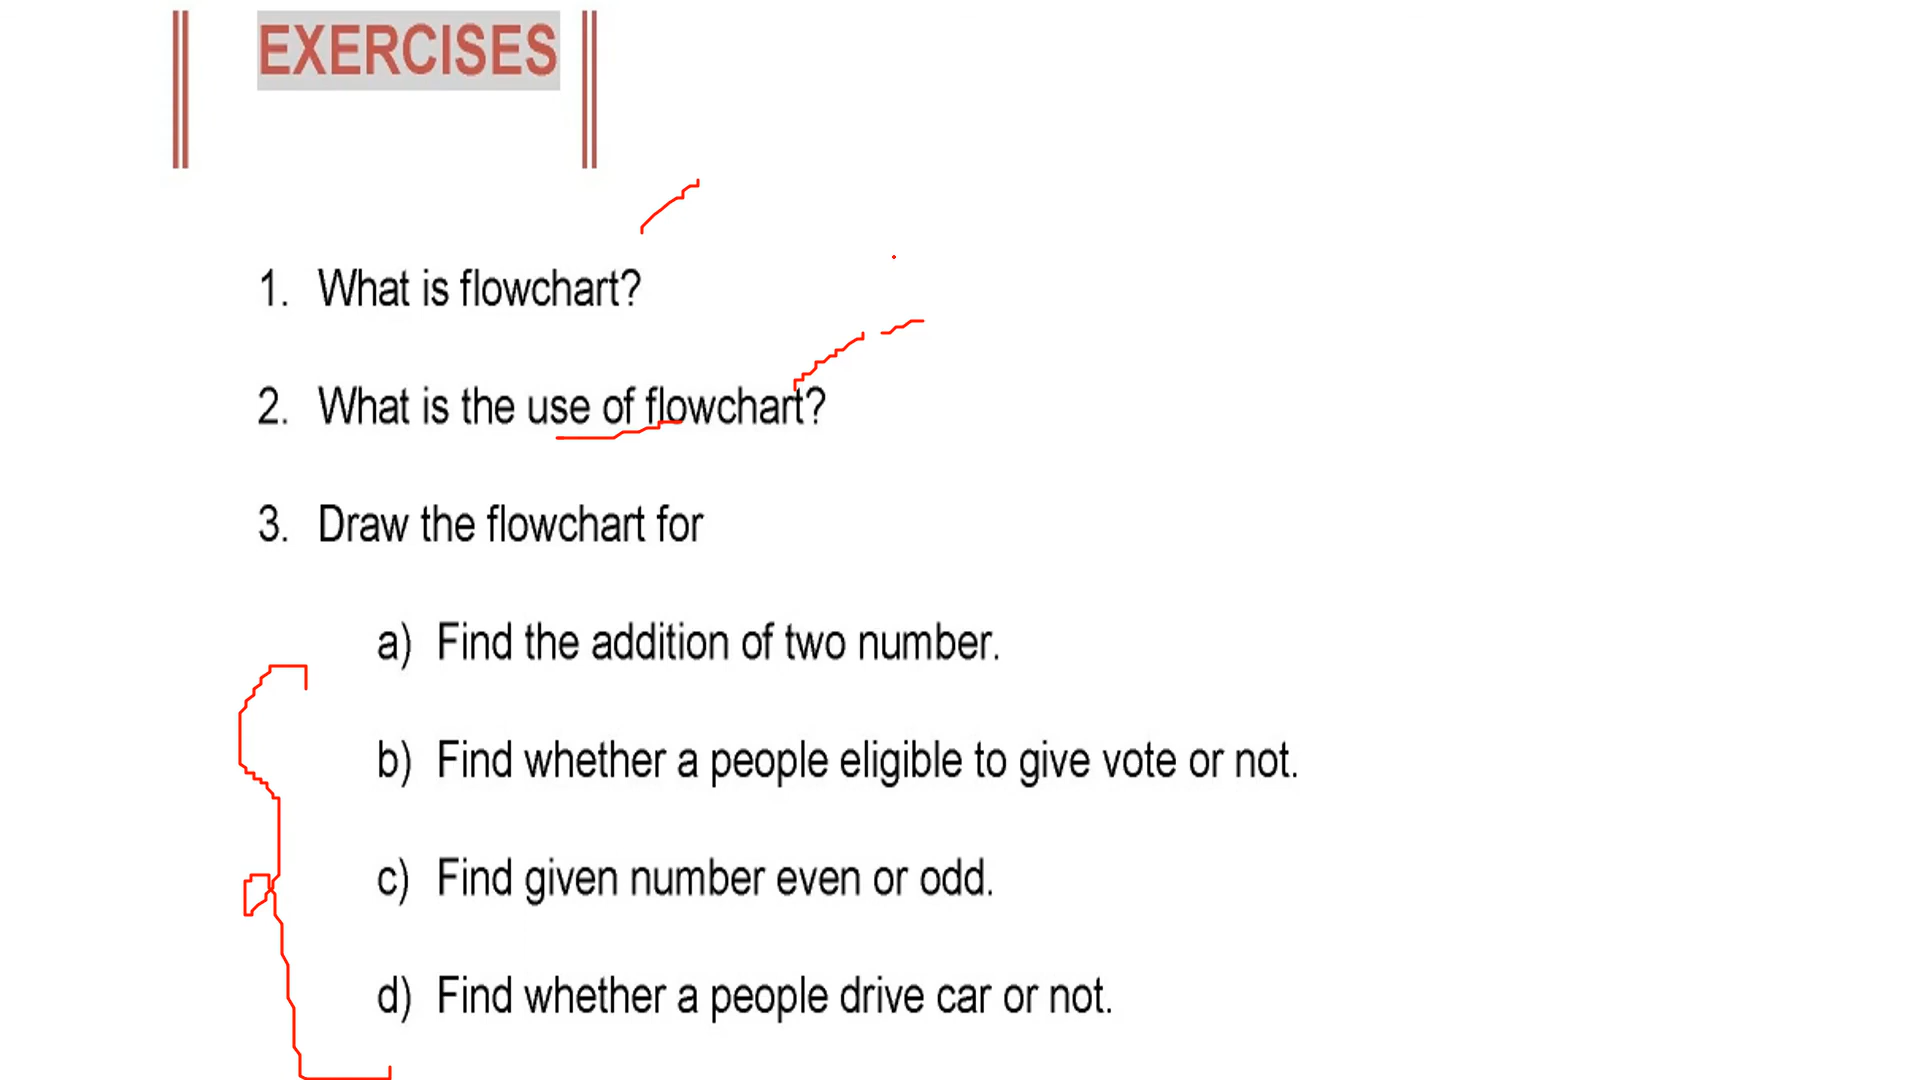 EXERCISES
1. What is flowchart?
2. What is the use of flowchart?
3. Draw the flowchart for
a) Find the addition of two number.
b) Find whether a people eligible to give vote or not.
c) Find given number even or odd.
d) Find whether a people drive car or not.